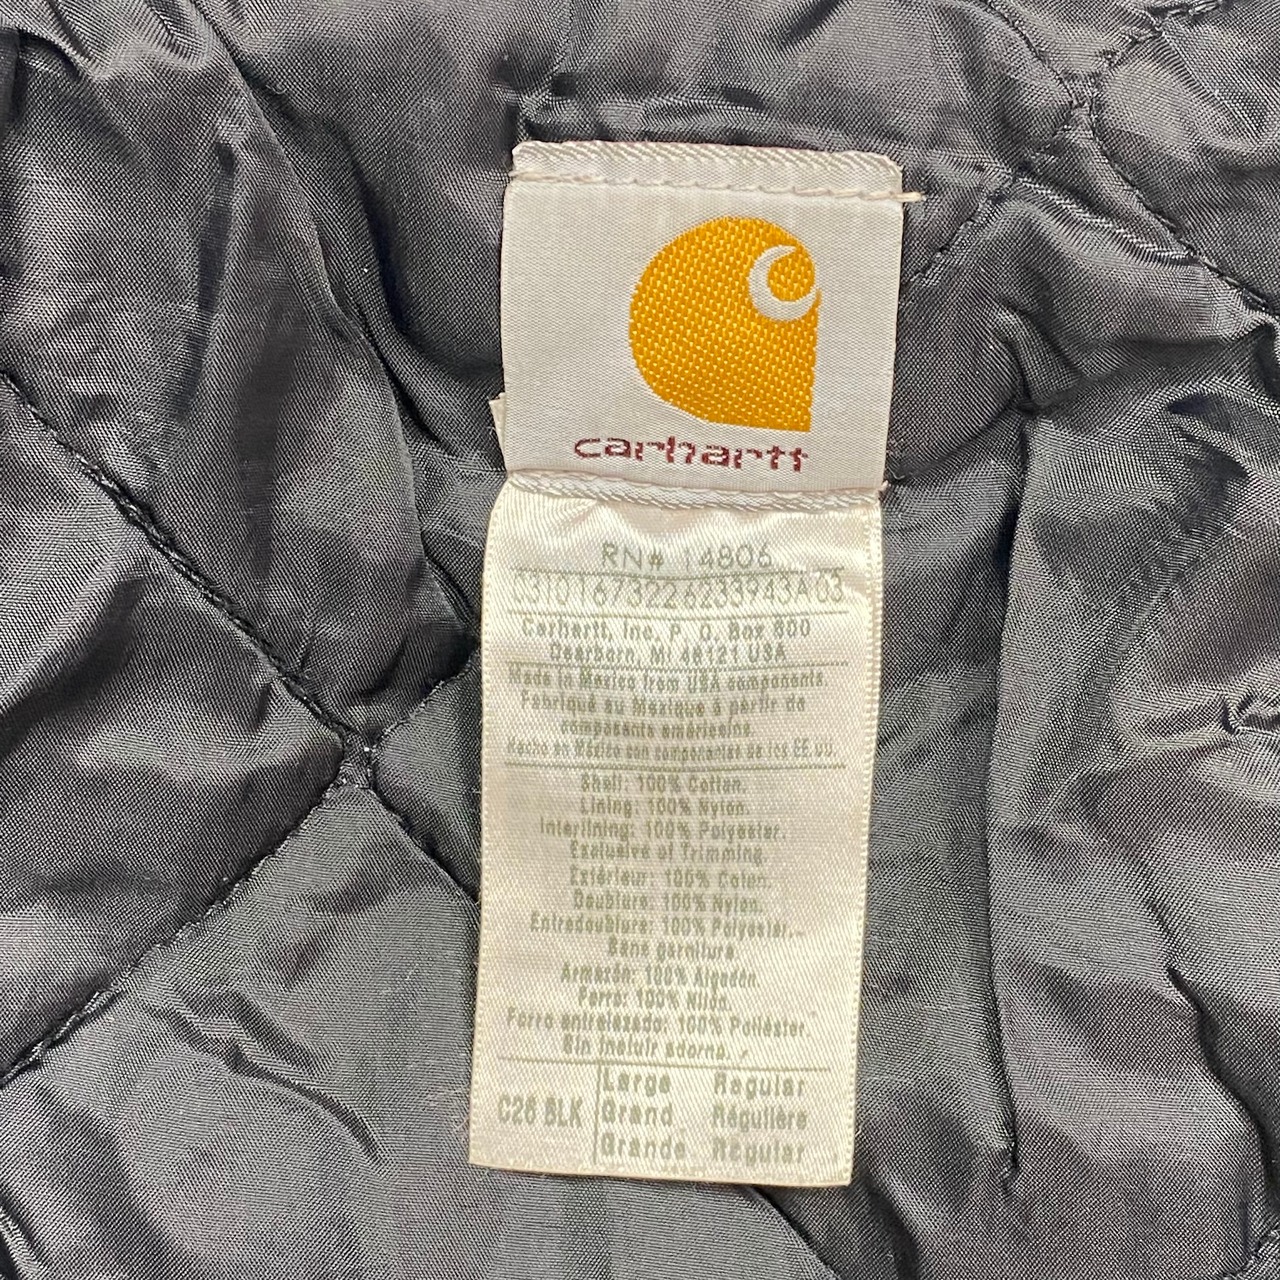 carhartt
RN# 14806
03101673226233943A03
Carhartt, Inc. P. O. Box 600
Dearborn, MI 48121 USA
Made in Mexico from USA components.
Fabriqué au Mexique à partir de
composants américains.
Hecho en México con componentes de los EE.UU.
Shell: 100% Cotton.
Lining: 100% Nylon.
Interlining: 100% Polyester.
Exclusive of Trimming.
Extérieur: 100% Coton.
Doublure: 100% Nylon.
Entredoublure: 100% Polyester.
Sans garniture.
Armazón: 100% Algodón.
Forro: 100% Nilón.
Forro entrelazado: 100% Poliéster.
Sin incluir adorno.
Large Regular
C26 BLK Grand Régulière
Grande Regular